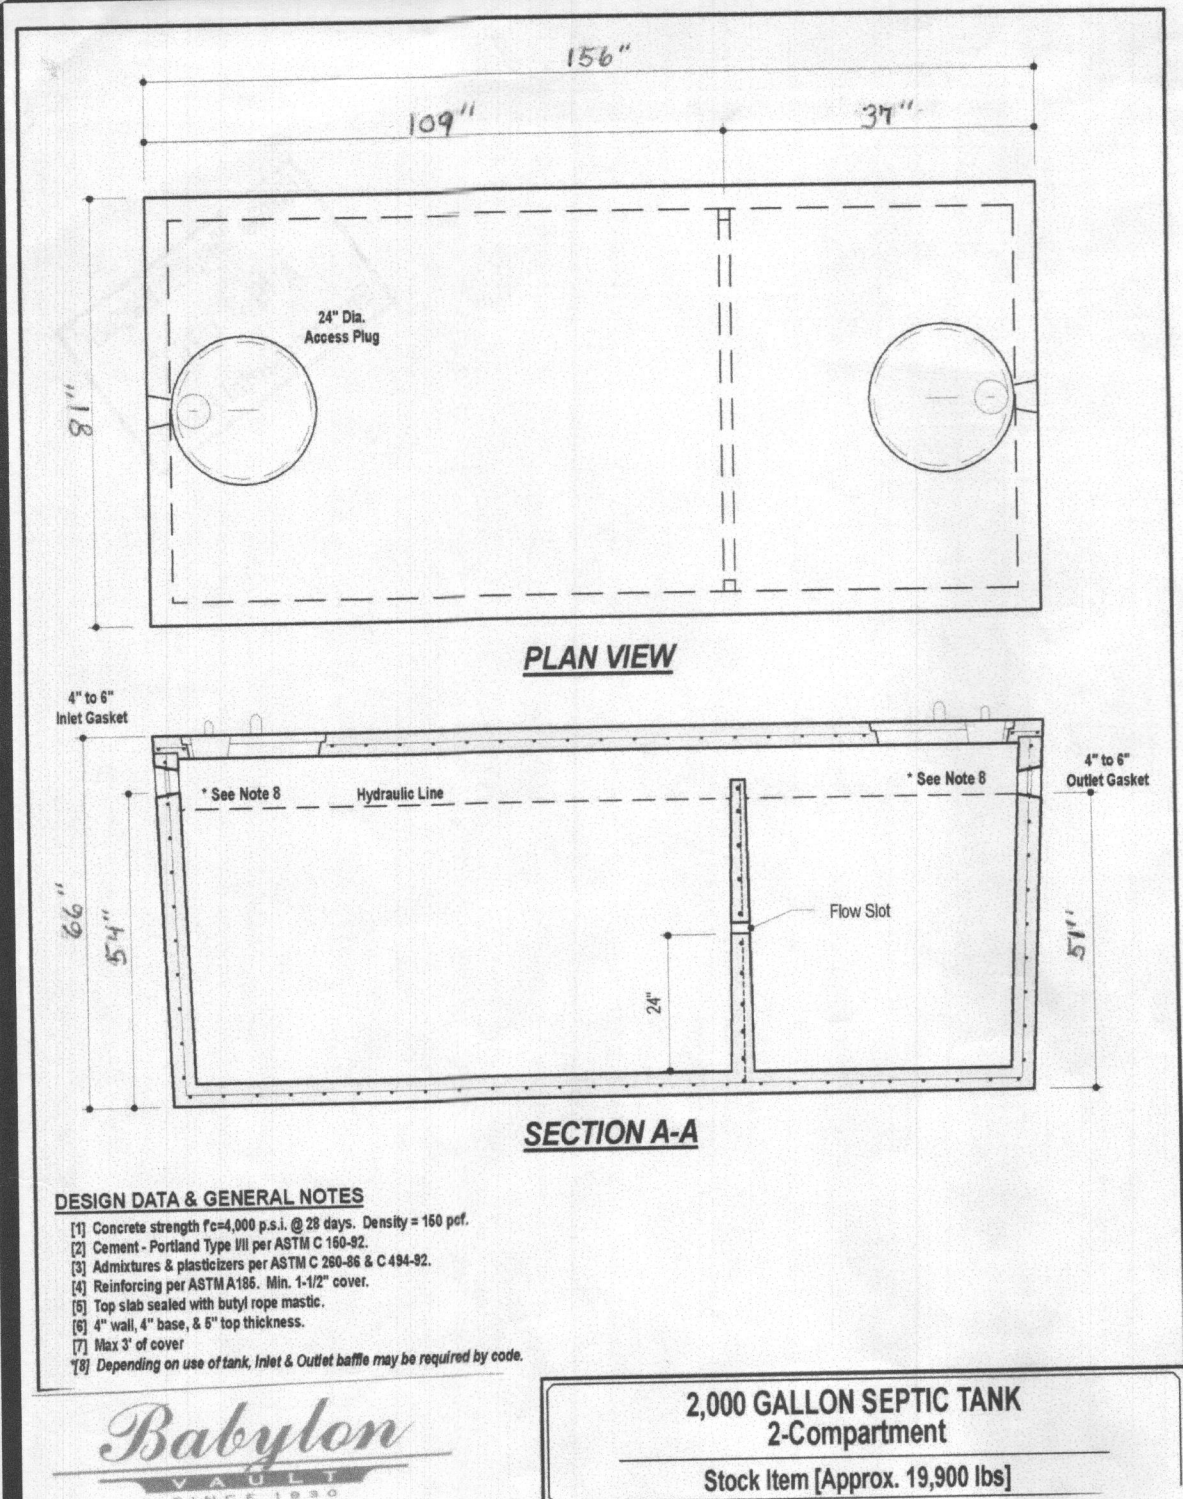 156"
109"
37"
24" Dia.
Access Plug
81"
PLAN VIEW
4" to 6"
Inlet Gasket
4" to 6"
Outlet Gasket
* See Note 8
Hydraulic Line
* See Note 8
66"
54"
Flow Slot
51"
24"
SECTION A-A
DESIGN DATA & GENERAL NOTES
[1] Concrete strength f'c=4,000 p.s.i. @ 28 days. Density = 150 pcf.
[2] Cement - Portland Type I/II per ASTM C 150-92.
[3] Admixtures & plasticizers per ASTM C 260-86 & C 494-92.
[4] Reinforcing per ASTM A185. Min. 1-1/2" cover.
[5] Top slab sealed with butyl rope mastic.
[6] 4" wall, 4" base, & 5" top thickness.
[7] Max 3' of cover
*[8] Depending on use of tank, Inlet & Outlet baffle may be required by code.
Babylon
VAULT
SINCE 1930
2,000 GALLON SEPTIC TANK
2-Compartment
Stock Item [Approx. 19,900 lbs]